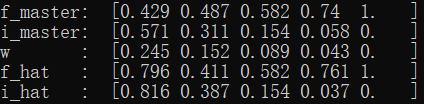 f_master:  [0.429 0.487 0.582 0.74  1.   ]
i_master:  [0.571 0.311 0.154 0.058 0.   ]
w       :  [0.245 0.152 0.089 0.043 0.   ]
f_hat   :  [0.796 0.411 0.582 0.761 1.   ]
i_hat   :  [0.816 0.387 0.154 0.037 0.   ]